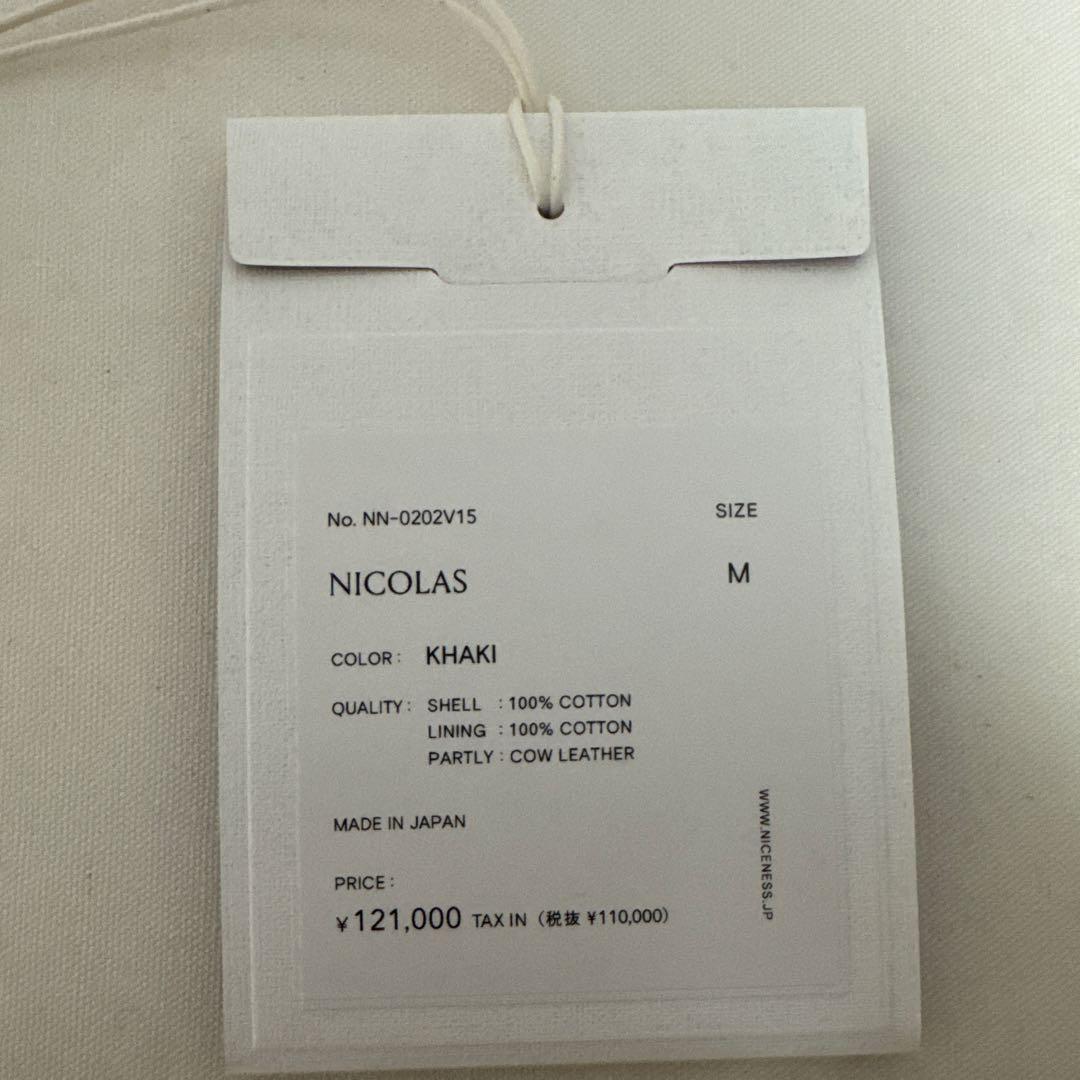 No. NN-0202V15
SIZE
NICOLAS
M
COLOR: KHAKI
QUALITY: SHELL : 100% COTTON
LINING : 100% COTTON
PARTLY : COW LEATHER
MADE IN JAPAN
WWW.NICENESS.JP
PRICE:
¥121,000 TAX IN (税抜 ¥110,000)